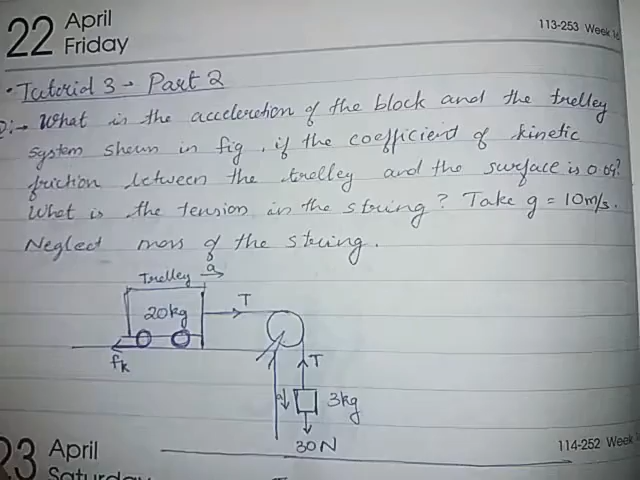 22 April
Friday
113-253 Week
• Tutorial 3 → Part 2
:→ What is the acceleration of the block and the trolley
system shown in fig, if the coefficient of kinetic
friction between the trolley and the surface is 0.04?
What is the tension in the string? Take g = 10m/s.
Neglect mass of the string.
Trolley a
20kg
T
fk
T
a
3kg
30N
23 April
Saturday
114-252 Week